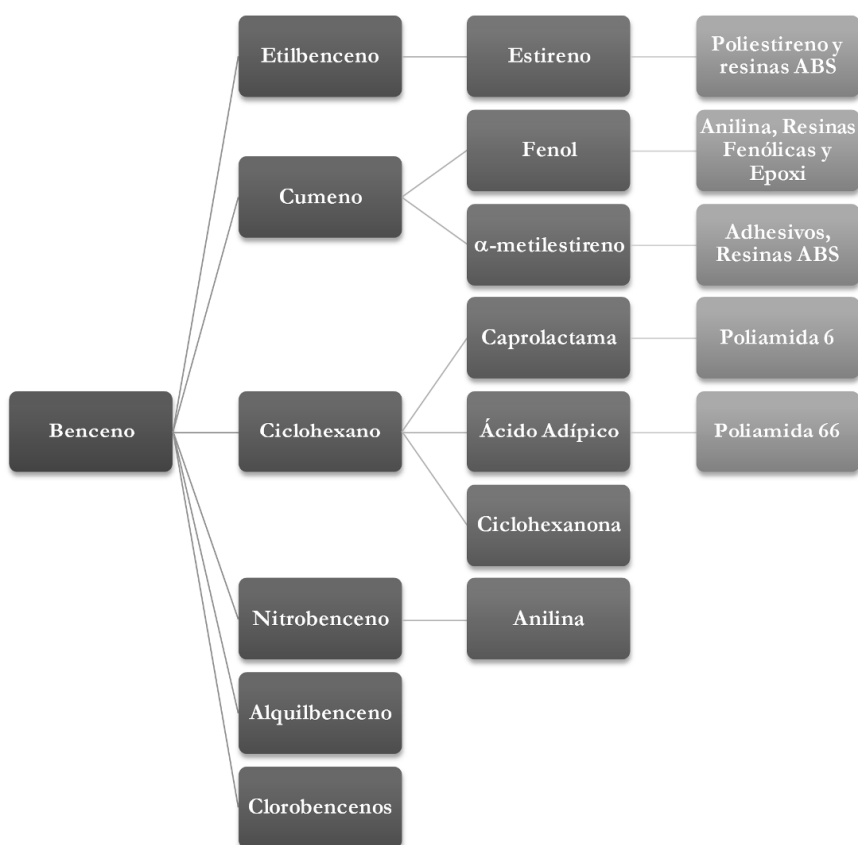 Etilbenceno
Estireno
Poliestireno y
resinas ABS
Cumeno
Fenol
Anilina, Resinas
Fenólicas y
Epoxi
α-metilestireno
Adhesivos,
Resinas ABS
Benceno
Ciclohexano
Caprolactama
Poliamida 6
Ácido Adípico
Poliamida 66
Ciclohexanona
Nitrobenceno
Anilina
Alquilbenceno
Clorobencenos